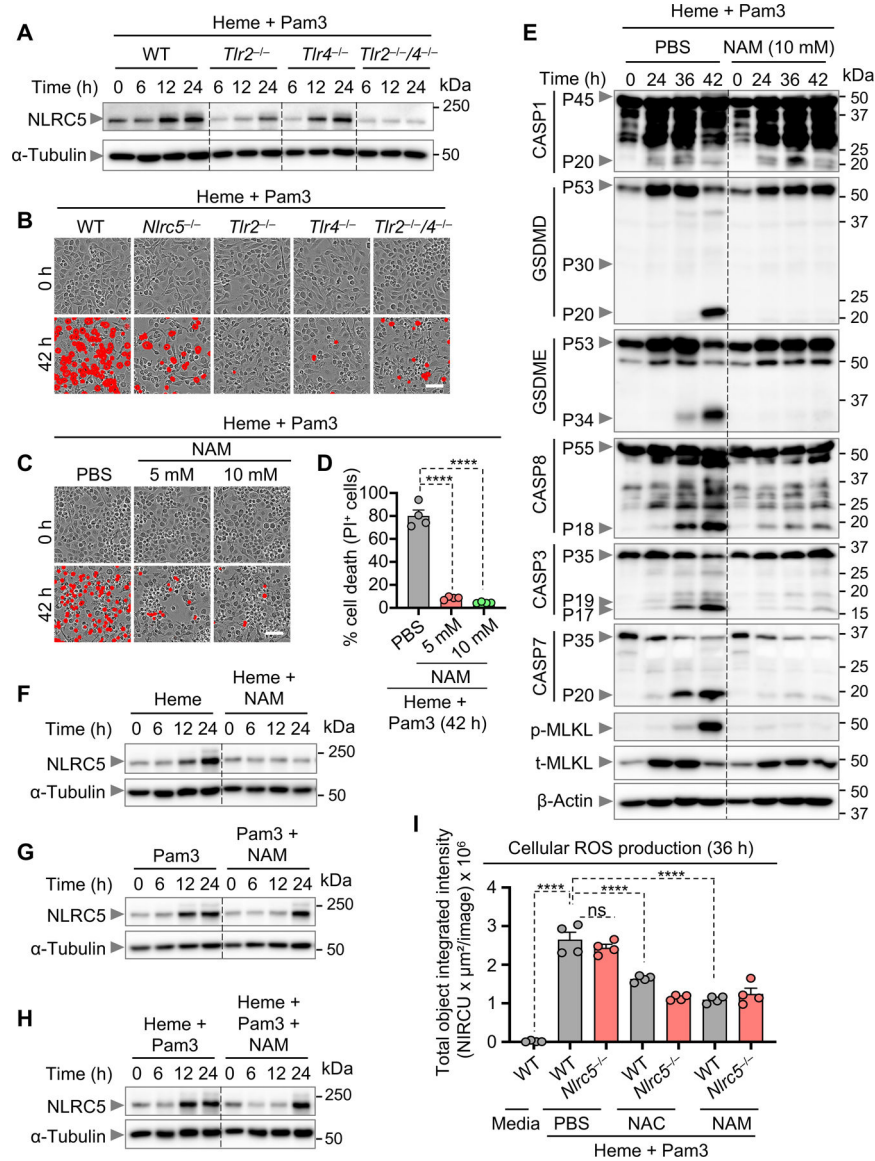 A
Heme + Pam3
WT Tlr2–/– Tlr4–/– Tlr2–/–/4–/–
Time (h) 0 6 12 24 6 12 24 6 12 24 6 12 24 kDa
NLRC5 250
α-Tubulin 50
B
Heme + Pam3
WT Nlrc5–/– Tlr2–/– Tlr4–/– Tlr2–/–/4–/–
0 h
42 h
Heme + Pam3
C
NAM
PBS 5 mM 10 mM
0 h
42 h
D
****
****
% cell death (PI+ cells)
100
80
60
40
20
0
PBS 5 mM 10 mM
NAM
Heme +
Pam3 (42 h)
E
Heme + Pam3
PBS NAM (10 mM)
Time (h) 0 24 36 42 0 24 36 42 kDa
CASP1
P45 50
37
25
P20 20
GSDMD
P53 50
37
P30
25
P20 20
GSDME
P53
50
37
P34
CASP8
P55 50
37
25
20
P18
CASP3
P35 37
25
20
P19
P17 15
CASP7
P35 37
25
P20 20
p-MLKL 50
t-MLKL 50
β-Actin 50
37
F
Heme Heme +
NAM
Time (h) 0 6 12 24 0 6 12 24 kDa
250
NLRC5
α-Tubulin 50
G
Pam3 Pam3 +
NAM
Time (h) 0 6 12 24 0 6 12 24 kDa
250
NLRC5
α-Tubulin 50
H
Heme +
Pam3 Heme +
Pam3 +
NAM
Time (h) 0 6 12 24 0 6 12 24 kDa
250
NLRC5
α-Tubulin 50
I
Cellular ROS production (36 h)
Total object integrated intensity
(NIRCU x µm²/image) x 10⁶
4
3
2
1
0
**** **** ****
ns
WT WT Nlrc5–/– WT Nlrc5–/– WT Nlrc5–/–
Media PBS NAC NAM
Heme + Pam3